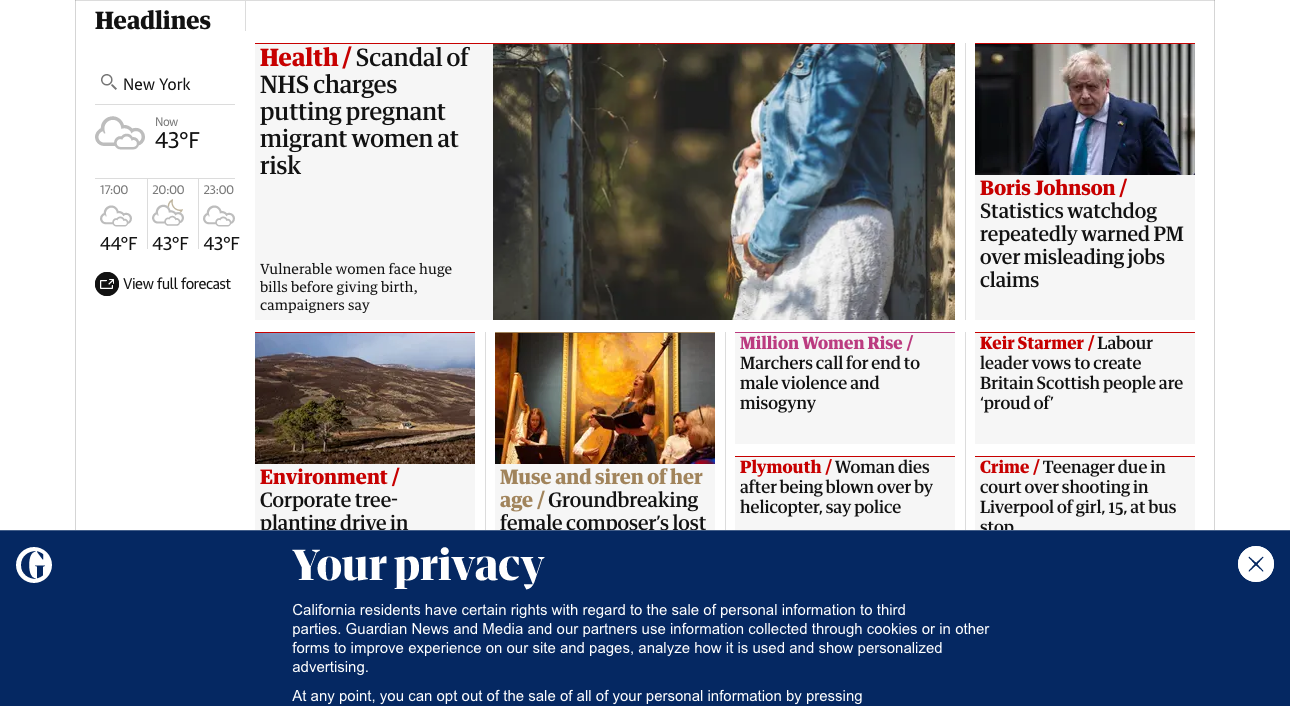 Headlines
New York
Now
43°F
17:00
20:00
23:00
44°F
43°F
43°F
View full forecast
Health / Scandal of
NHS charges
putting pregnant
migrant women at
risk
Vulnerable women face huge
bills before giving birth,
campaigners say
Boris Johnson /
Statistics watchdog
repeatedly warned PM
over misleading jobs
claims
Environment /
Corporate tree-
planting drive in
Muse and siren of her
age / Groundbreaking
female composer’s lost
Million Women Rise /
Marchers call for end to
male violence and
misogyny
Plymouth / Woman dies
after being blown over by
helicopter, say police
Keir Starmer / Labour
leader vows to create
Britain Scottish people are
‘proud of’
Crime / Teenager due in
court over shooting in
Liverpool of girl, 15, at bus
stop
Your privacy
California residents have certain rights with regard to the sale of personal information to third
parties. Guardian News and Media and our partners use information collected through cookies or in other
forms to improve experience on our site and pages, analyze how it is used and show personalized
advertising.
At any point, you can opt out of the sale of all of your personal information by pressing